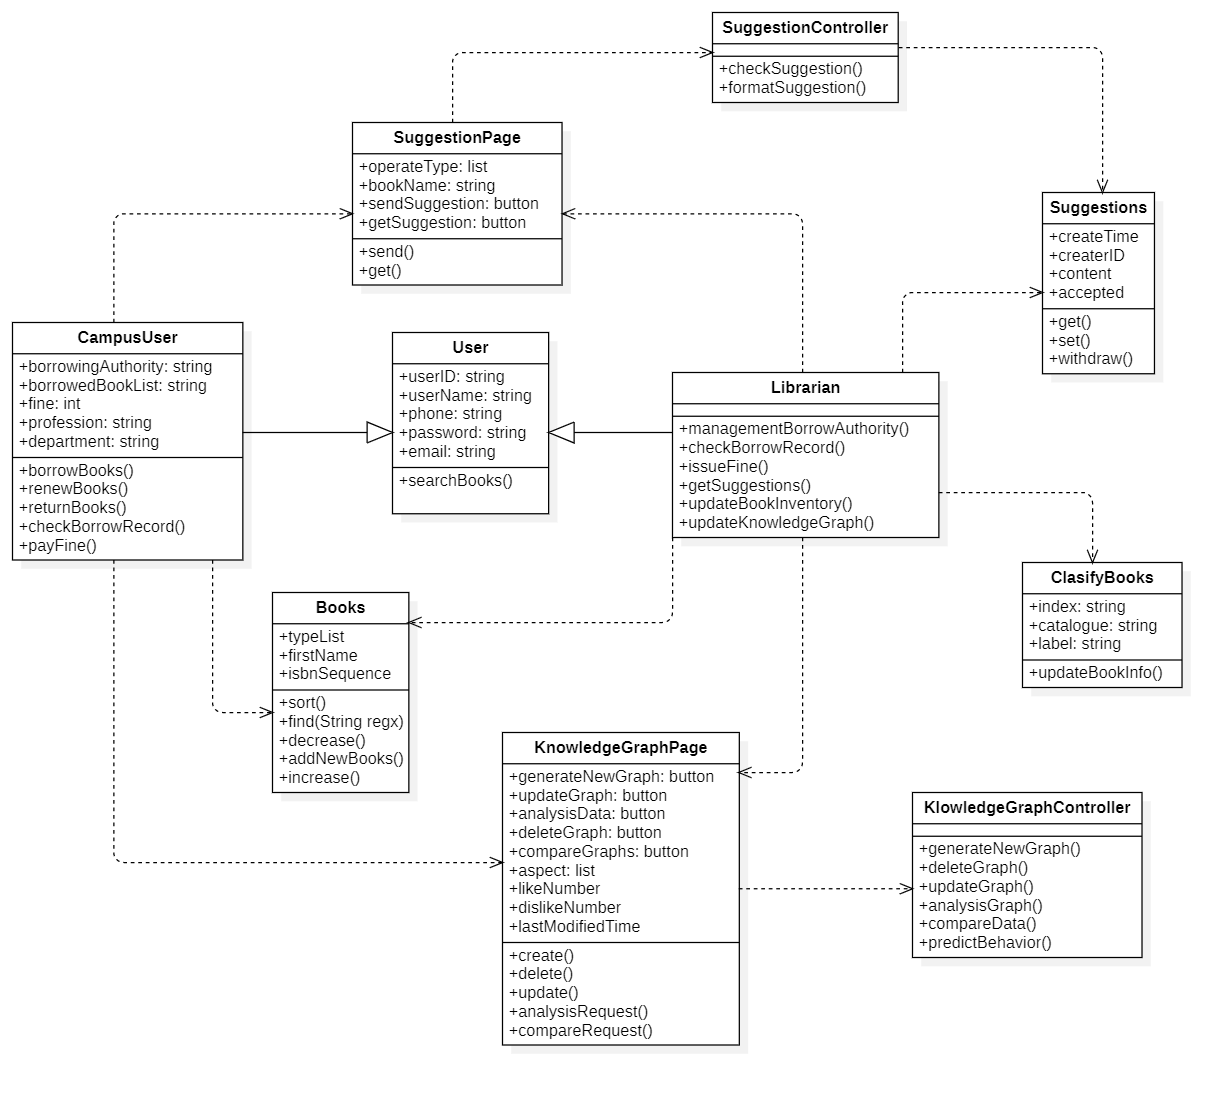 SuggestionController
+checkSuggestion()
+formatSuggestion()
SuggestionPage
+operateType: list
+bookName: string
+sendSuggestion: button
+getSuggestion: button
+send()
+get()
Suggestions
+createTime
+createrID
+content
+accepted
+get()
+set()
+withdraw()
CampusUser
+borrowingAuthority: string
+borrowedBookList: string
+fine: int
+profession: string
+department: string
+borrowBooks()
+renewBooks()
+returnBooks()
+checkBorrowRecord()
+payFine()
User
+userID: string
+userName: string
+phone: string
+password: string
+email: string
+searchBooks()
Librarian
+managementBorrowAuthority()
+checkBorrowRecord()
+issueFine()
+getSuggestions()
+updateBookInventory()
+updateKnowledgeGraph()
ClasifyBooks
+index: string
+catalogue: string
+label: string
+updateBookInfo()
Books
+typeList
+firstName
+isbnSequence
+sort()
+find(String regx)
+decrease()
+addNewBooks()
+increase()
KnowledgeGraphPage
+generateNewGraph: button
+updateGraph: button
+analysisData: button
+deleteGraph: button
+compareGraphs: button
+aspect: list
+likeNumber
+dislikeNumber
+lastModifiedTime
+create()
+delete()
+update()
+analysisRequest()
+compareRequest()
KlowledgeGraphController
+generateNewGraph()
+deleteGraph()
+updateGraph()
+analysisGraph()
+compareData()
+predictBehavior()